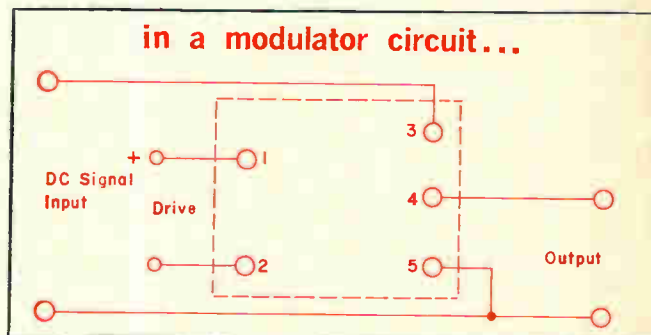 in a modulator circuit...
3
+ 1
DC Signal
Input
Drive
4
2
5
Output